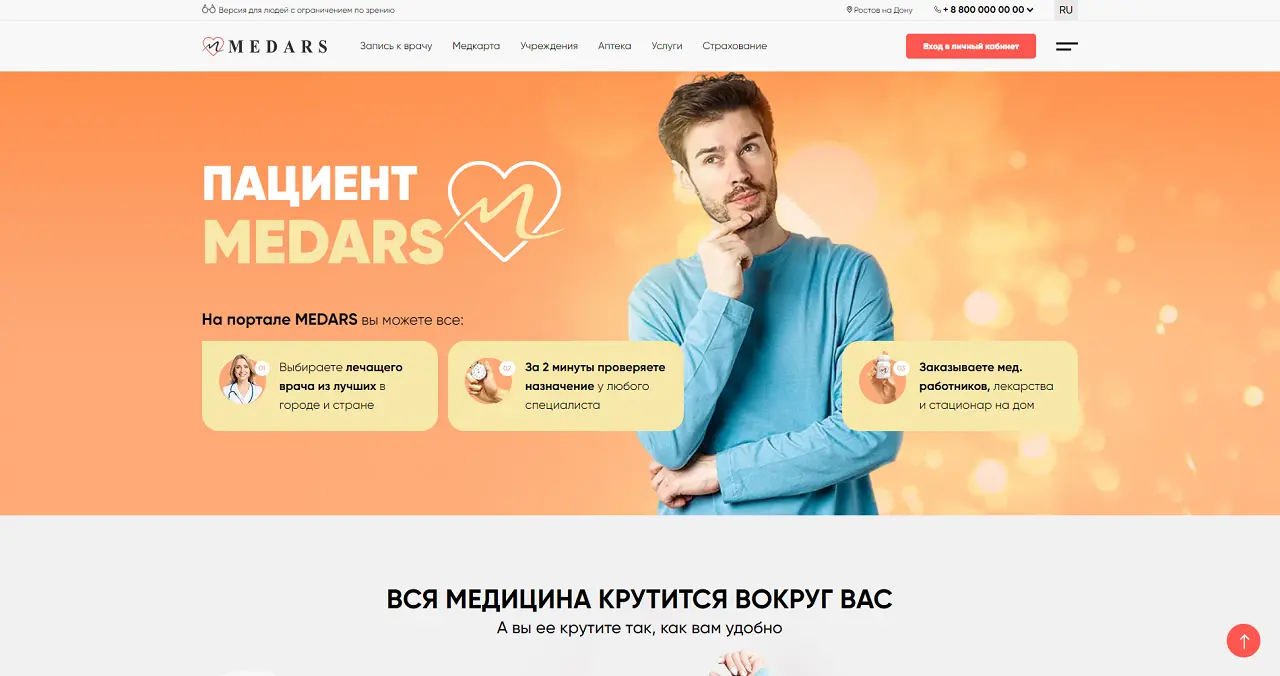 Версия для людей с ограничением по зрению
Ростов на Дону
+ 8 800 000 00 00
RU
MEDARS
Запись к врачу
Медкарта
Учреждения
Аптека
Услуги
Страхование
Вход в личный кабинет
ПАЦИЕНТ
MEDARS
На портале MEDARS вы можете все:
01
Выбираете лечащего
врача из лучших в
городе и стране
02
За 2 минуты проверяете
назначение у любого
специалиста
03
Заказываете мед.
работников, лекарства
и стационар на дом
ВСЯ МЕДИЦИНА КРУТИТСЯ ВОКРУГ ВАС
А вы ее крутите так, как вам удобно